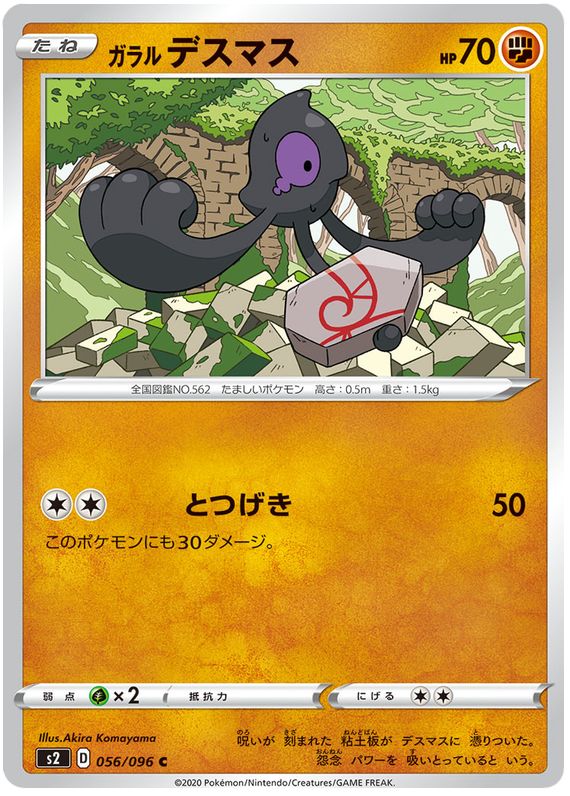 たね ガラル デスマス HP70
全国図鑑NO.562 たましいポケモン 高さ:0.5m 重さ:1.5kg
とつげき 50
このポケモンにも30ダメージ。
弱点 ×2 抵抗力 にげる
Illus.Akira Komayama
s2 D 056/096 C
呪いが 刻まれた 粘土板が デスマスに 憑りついた。
怨念 パワーを 吸いとっていると いう。
©2020 Pokémon/Nintendo/Creatures/GAME FREAK.